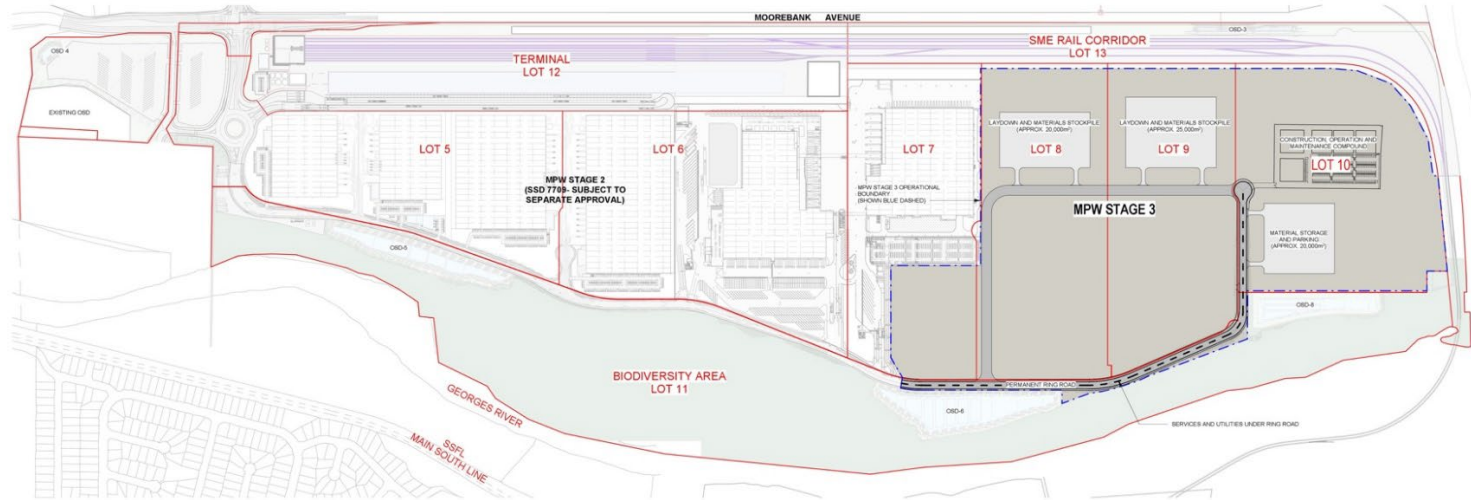 MOOREBANK AVENUE
OSD 4
OSD-3
SME RAIL CORRIDOR
LOT 13
TERMINAL
LOT 12
EXISTING OSD
LAYDOWN AND MATERIALS STOCKPILE
(APPROX. 20,000m²)
LOT 8
LAYDOWN AND MATERIALS STOCKPILE
(APPROX. 25,000m²)
LOT 9
CONSTRUCTION, OPERATION AND
MAINTENANCE COMPOUND
LOT 10
LOT 5
LOT 6
LOT 7
MPW STAGE 2
(SSD 7709- SUBJECT TO
SEPARATE APPROVAL)
MPW STAGE 3 OPERATIONAL
BOUNDARY
(SHOWN BLUE DASHED)
MPW STAGE 3
MATERIAL STORAGE
AND PARKING
(APPROX. 20,000m²)
OSD-5
OSD-8
BIODIVERSITY AREA
LOT 11
PERMANENT RING ROAD
OSD-6
GEORGES RIVER
SERVICES AND UTILITIES UNDER RING ROAD
SSFL
MAIN SOUTH LINE